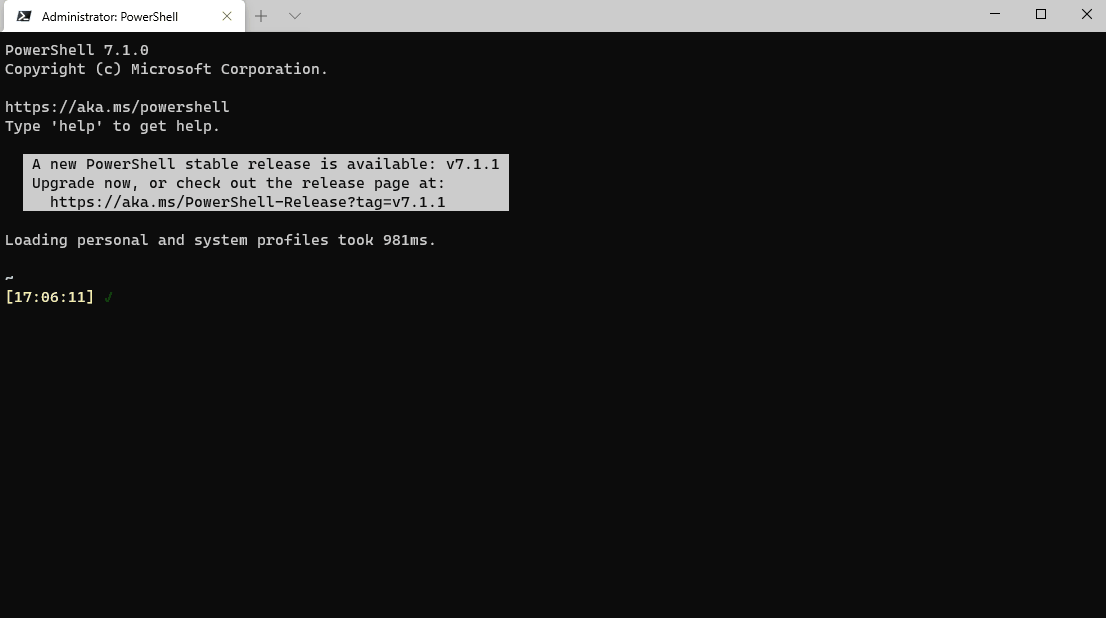 Administrator: PowerShell
PowerShell 7.1.0
Copyright (c) Microsoft Corporation.
https://aka.ms/powershell
Type 'help' to get help.
A new PowerShell stable release is available: v7.1.1
Upgrade now, or check out the release page at:
https://aka.ms/PowerShell-Release?tag=v7.1.1
Loading personal and system profiles took 981ms.
~
[17:06:11] √